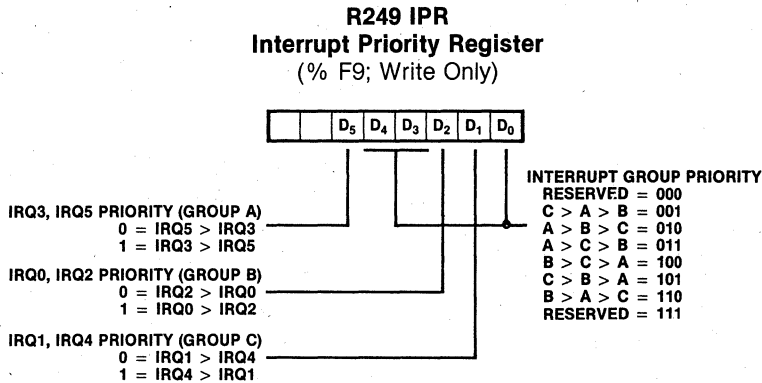 R249 IPR
Interrupt Priority Register
(% F9; Write Only)
D5 D4 D3 D2 D1 D0
INTERRUPT GROUP PRIORITY
RESERVED = 000
C > A > B = 001
A > B > C = 010
A > C > B = 011
B > C > A = 100
C > B > A = 101
B > A > C = 110
RESERVED = 111
IRQ3, IRQ5 PRIORITY (GROUP A)
0 = IRQ5 > IRQ3
1 = IRQ3 > IRQ5
IRQ0, IRQ2 PRIORITY (GROUP B)
0 = IRQ2 > IRQ0
1 = IRQ0 > IRQ2
IRQ1, IRQ4 PRIORITY (GROUP C)
0 = IRQ1 > IRQ4
1 = IRQ4 > IRQ1